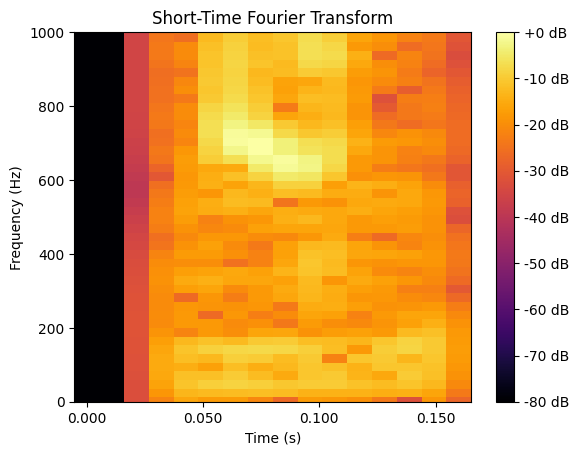 Short-Time Fourier Transform
1000
800
600
400
200
0
Frequency (Hz)
0.000
0.050
0.100
0.150
Time (s)
+0 dB
-10 dB
-20 dB
-30 dB
-40 dB
-50 dB
-60 dB
-70 dB
-80 dB